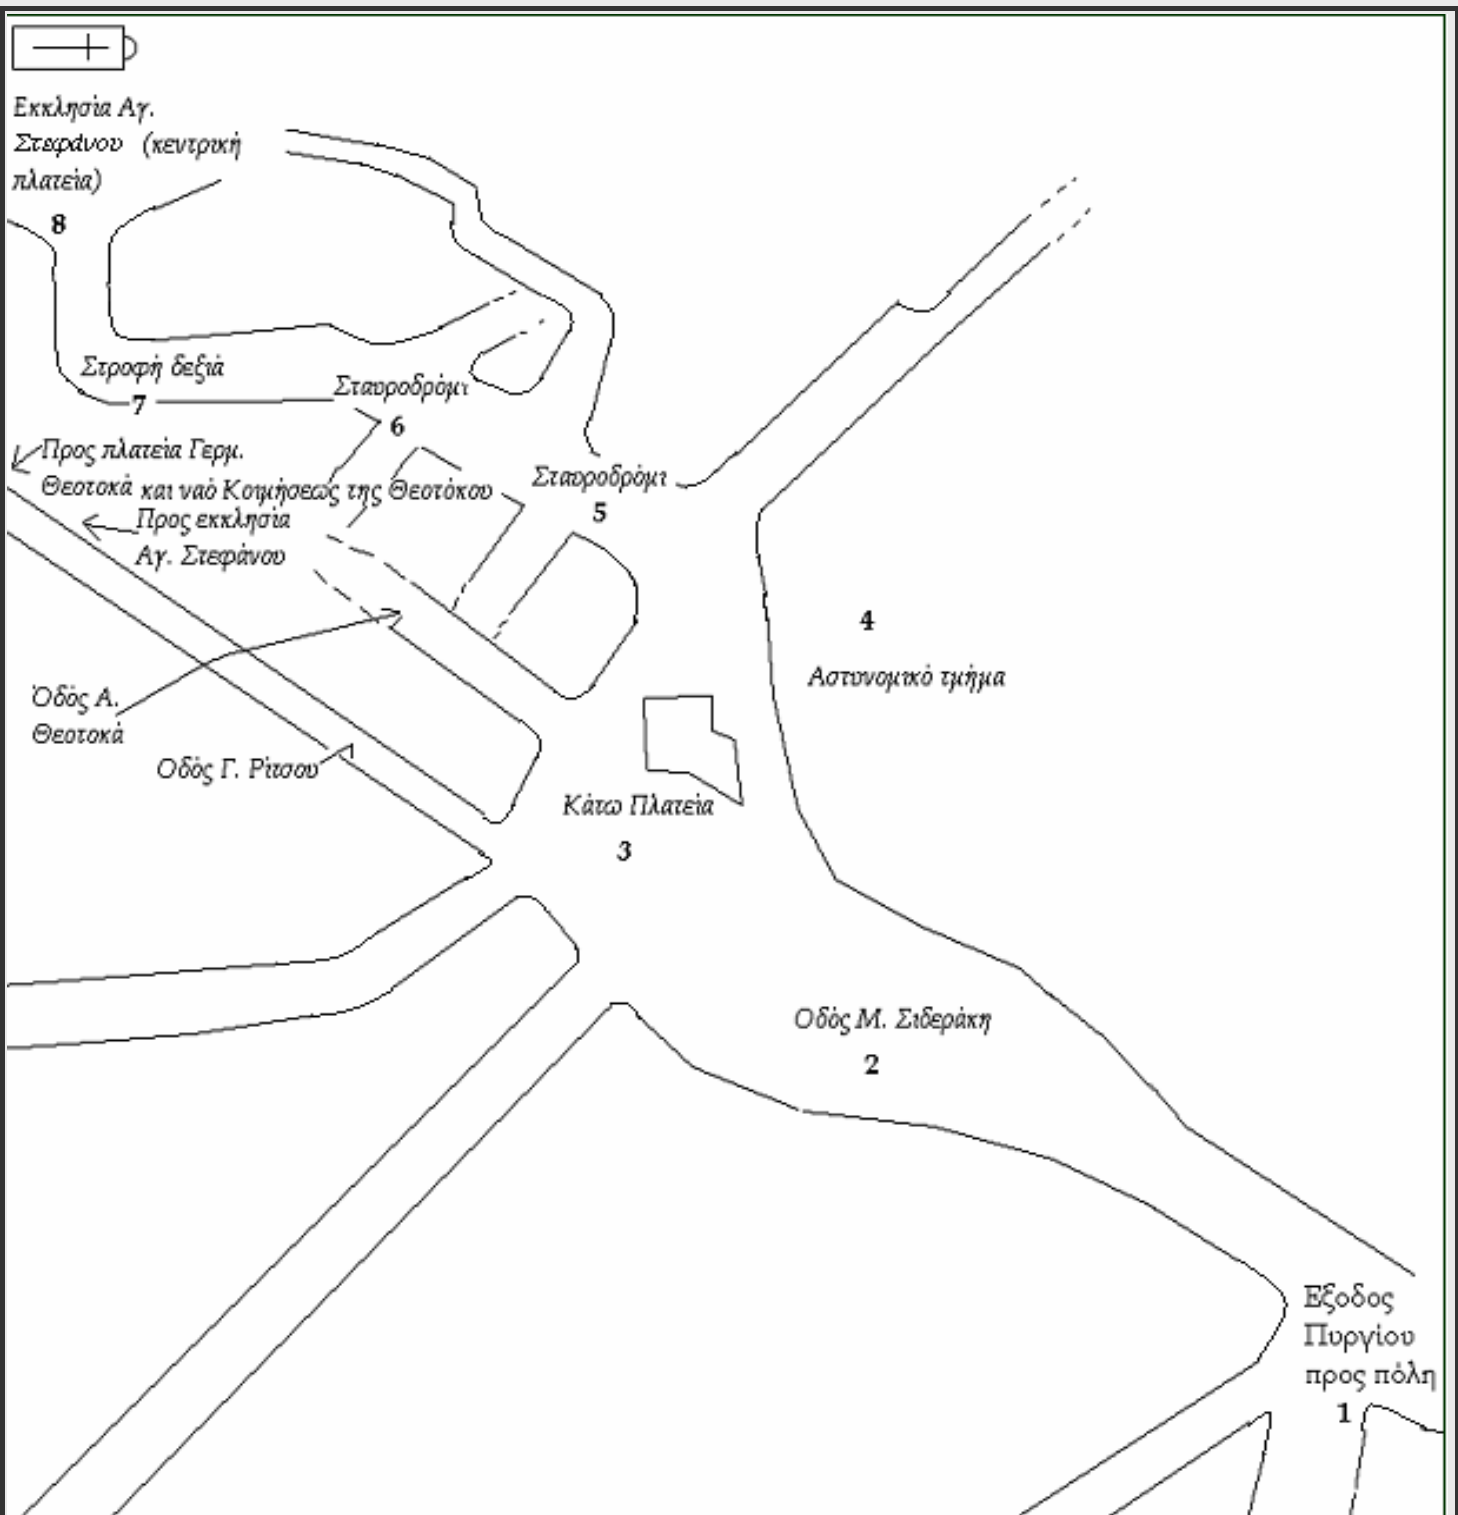 Εκκλησία Αγ.
Στεφάνου (κεντρική
πλατεία)
8
Στροφή δεξιά
7
Σταυροδρόμι
6
Προς πλατεία Γερμ.
Θεοτοκά και ναό Κοιμήσεως της Θεοτόκου
Σταυροδρόμι
5
Προς εκκλησία
Αγ. Στεφάνου
4
Αστυνομικό τμήμα
Όδός Α.
Θεοτοκά
Οδός Γ. Ρίτσου
Κάτω Πλατεία
3
Οδός Μ. Σιδεράκη
2
Εξοδος
Πυργίου
προς πόλη
1